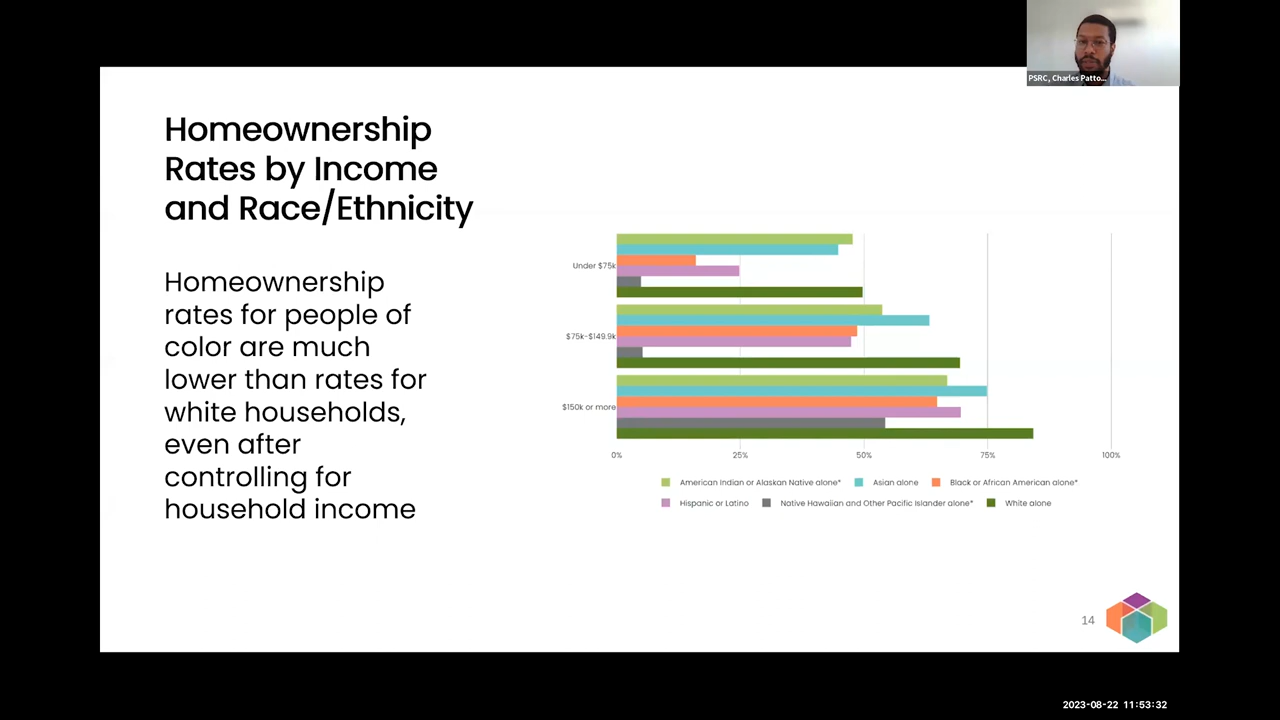 PSRC, Charles Patto...
Homeownership
Rates by Income
and Race/Ethnicity
Homeownership
rates for people of
color are much
lower than rates for
white households,
even after
controlling for
household income
Under $75k
$75k-$149.9k
$150k or more
0% 25% 50% 75% 100%
American Indian or Alaskan Native alone* Asian alone Black or African American alone*
Hispanic or Latino Native Hawaiian and Other Pacific Islander alone* White alone
14
2023-08-22 11:53:32